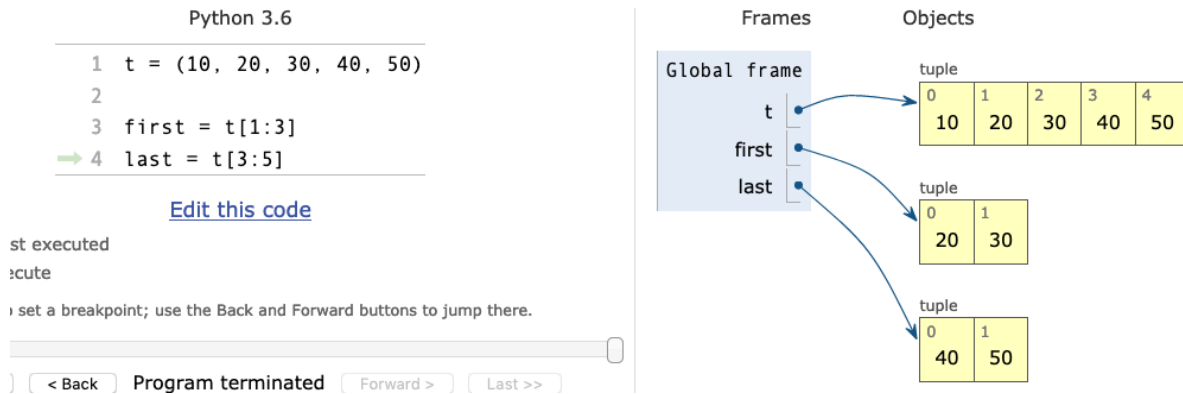 Python 3.6
1 t = (10, 20, 30, 40, 50)
2
3 first = t[1:3]
4 last = t[3:5]
Edit this code
st executed
ecute
set a breakpoint; use the Back and Forward buttons to jump there.
< Back Program terminated Forward > Last >>
Frames Objects
Global frame
t
first
last
tuple
0 1 2 3 4
10 20 30 40 50
tuple
0 1
20 30
tuple
0 1
40 50